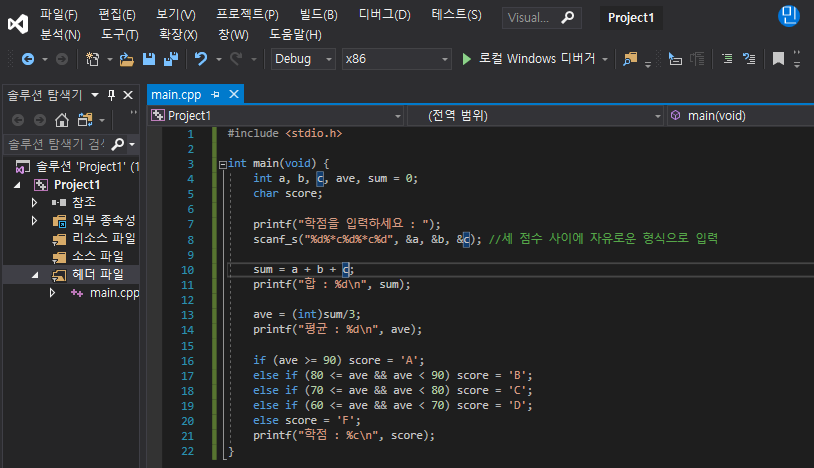 파일(F) 편집(E) 보기(V) 프로젝트(P) 빌드(B) 디버그(D) 테스트(S) Visual... Project1 민
분석(N) 도구(T) 확장(X) 창(W) 도움말(H)
Debug x86 로컬 Windows 디버거
솔루션 탐색기
main.cpp
Project1 (전역 범위) main(void)
솔루션 탐색기 검색
솔루션 'Project1' (1
Project1
참조
외부 종속성
리소스 파일
소스 파일
헤더 파일
main.cpp
1 #include <stdio.h>
2
3 int main(void) {
4 int a, b, c, ave, sum = 0;
5 char score;
6
7 printf("학점을 입력하세요 : ");
8 scanf_s("%d%*c%d%*c%d", &a, &b, &c); //세 점수 사이에 자유로운 형식으로 입력
9
10 sum = a + b + c;
11 printf("합 : %d\n", sum);
12
13 ave = (int)sum/3;
14 printf("평균 : %d\n", ave);
15
16 if (ave >= 90) score = 'A';
17 else if (80 <= ave && ave < 90) score = 'B';
18 else if (70 <= ave && ave < 80) score = 'C';
19 else if (60 <= ave && ave < 70) score = 'D';
20 else score = 'F';
21 printf("학점 : %c\n", score);
22 }